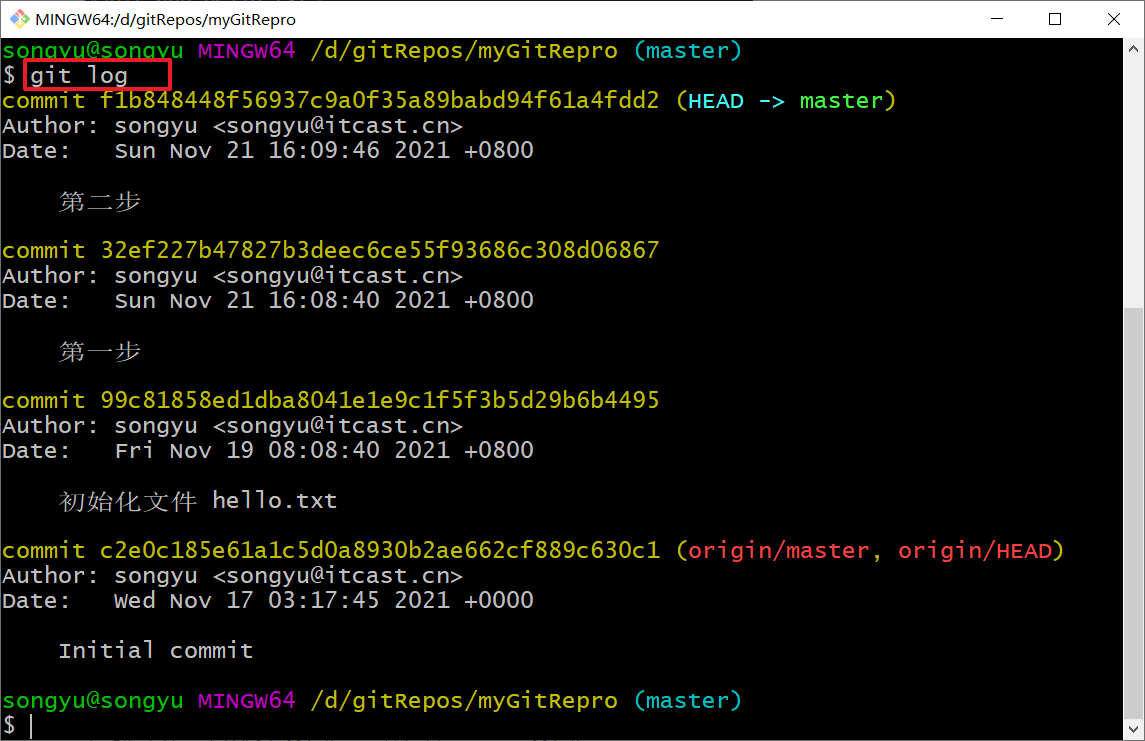 MINGW64:/d/gitRepos/myGitRepro
songyu@songyu MINGW64 /d/gitRepos/myGitRepro (master)
$ git log
commit f1b848448f56937c9a0f35a89babd94f61a4fdd2 (HEAD -> master)
Author: songyu <songyu@itcast.cn>
Date:   Sun Nov 21 16:09:46 2021 +0800
第二步
commit 32ef227b47827b3deec6ce55f93686c308d06867
Author: songyu <songyu@itcast.cn>
Date:   Sun Nov 21 16:08:40 2021 +0800
第一步
commit 99c81858ed1dba8041e1e9c1f5f3b5d29b6b4495
Author: songyu <songyu@itcast.cn>
Date:   Fri Nov 19 08:08:40 2021 +0800
初始化文件 hello.txt
commit c2e0c185e61a1c5d0a8930b2ae662cf889c630c1 (origin/master, origin/HEAD)
Author: songyu <songyu@itcast.cn>
Date:   Wed Nov 17 03:17:45 2021 +0000
Initial commit
songyu@songyu MINGW64 /d/gitRepos/myGitRepro (master)
$